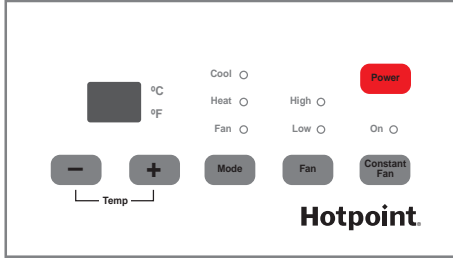 Cool
Power
ºC
Heat
High
ºF
Fan
Low
On
− + Mode Fan Constant
Fan
Temp
Hotpoint.